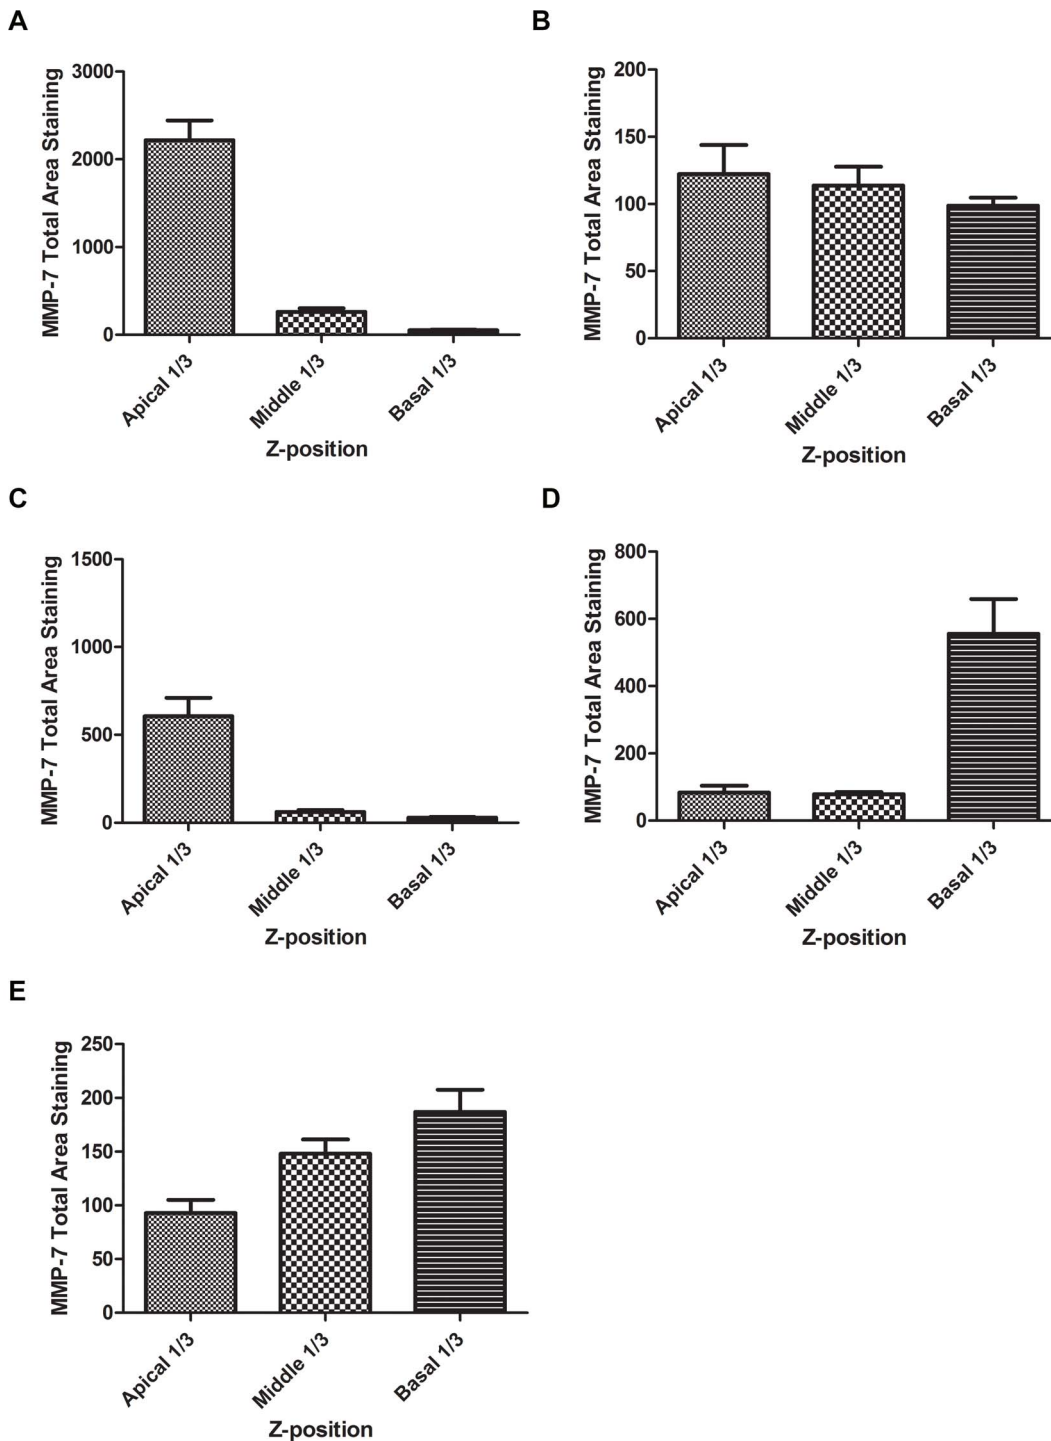 A
MMP-7 Total Area Staining
3000
2000
1000
0
Apical 1/3
Middle 1/3
Basal 1/3
Z-position
B
MMP-7 Total Area Staining
200
150
100
50
0
Apical 1/3
Middle 1/3
Basal 1/3
Z-position
C
MMP-7 Total Area Staining
1500
1000
500
0
Apical 1/3
Middle 1/3
Basal 1/3
Z-position
D
MMP-7 Total Area Staining
800
600
400
200
0
Apical 1/3
Middle 1/3
Basal 1/3
Z-position
E
MMP-7 Total Area Staining
250
200
150
100
50
0
Apical 1/3
Middle 1/3
Basal 1/3
Z-position